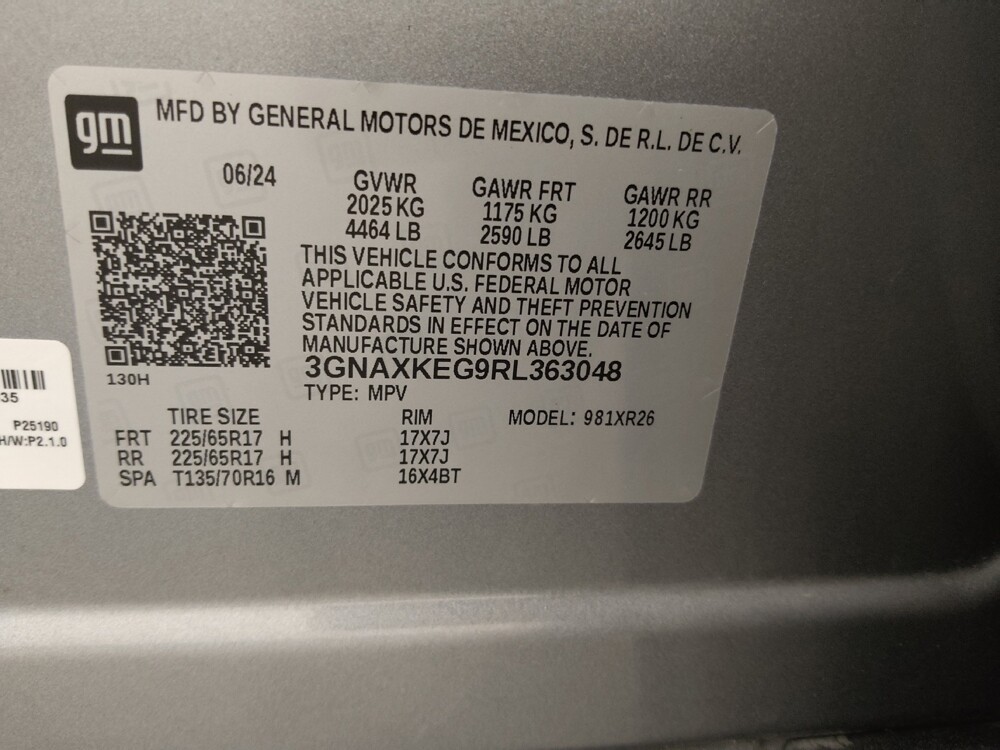 gm
MFD BY GENERAL MOTORS DE MEXICO, S. DE R.L. DE C.V.
06/24
GVWR GAWR FRT GAWR RR
2025 KG 1175 KG 1200 KG
4464 LB 2590 LB 2645 LB
THIS VEHICLE CONFORMS TO ALL
APPLICABLE U.S. FEDERAL MOTOR
VEHICLE SAFETY AND THEFT PREVENTION
STANDARDS IN EFFECT ON THE DATE OF
MANUFACTURE SHOWN ABOVE.
3GNAXKEG9RL363048
130H
TYPE: MPV
TIRE SIZE RIM MODEL: 981XR26
FRT 225/65R17 H 17X7J
RR 225/65R17 H 17X7J
SPA T135/70R16 M 16X4BT
35
P25190
H/W:P2.1.0